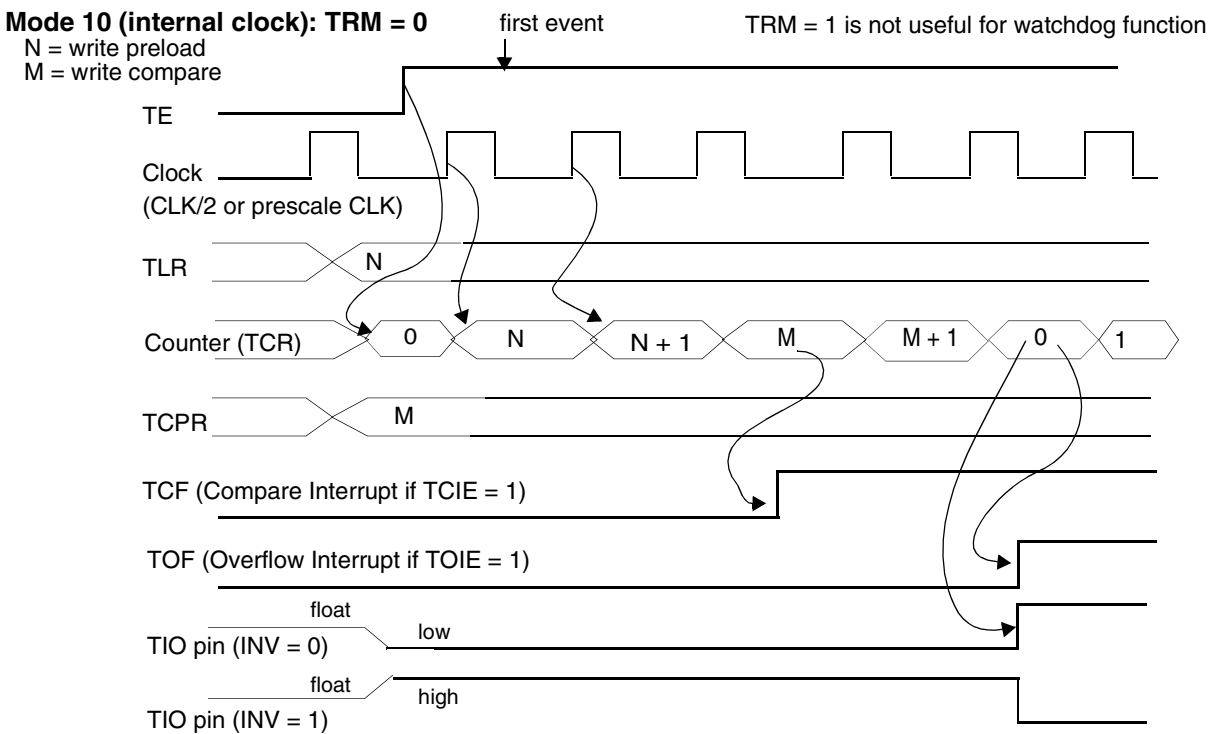 Mode 10 (internal clock): TRM = 0
first event
TRM = 1 is not useful for watchdog function
N = write preload
M = write compare
TE
Clock
(CLK/2 or prescale CLK)
TLR
N
Counter (TCR)
0
N
N + 1
M
M + 1
0
1
TCPR
M
TCF (Compare Interrupt if TCIE = 1)
TOF (Overflow Interrupt if TOIE = 1)
float
low
TIO pin (INV = 0)
float
high
TIO pin (INV = 1)